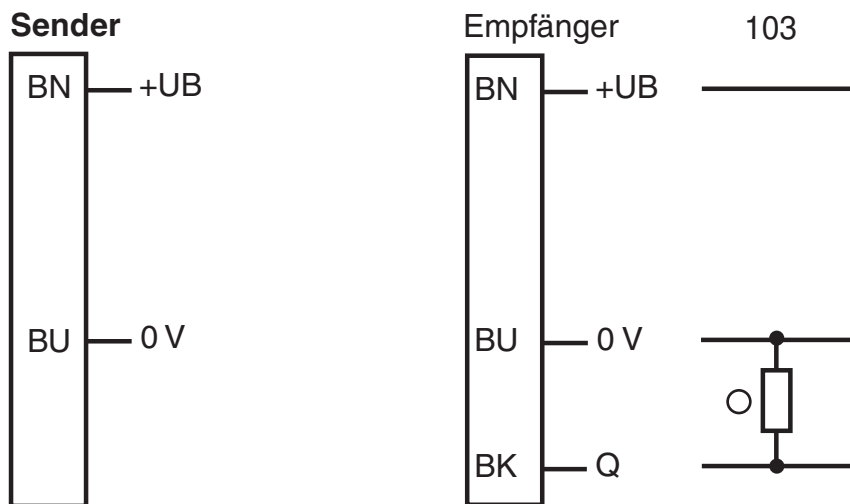 Sender
BN +UB
BU 0 V
Empfänger
BN +UB
BU 0 V
BK Q
103